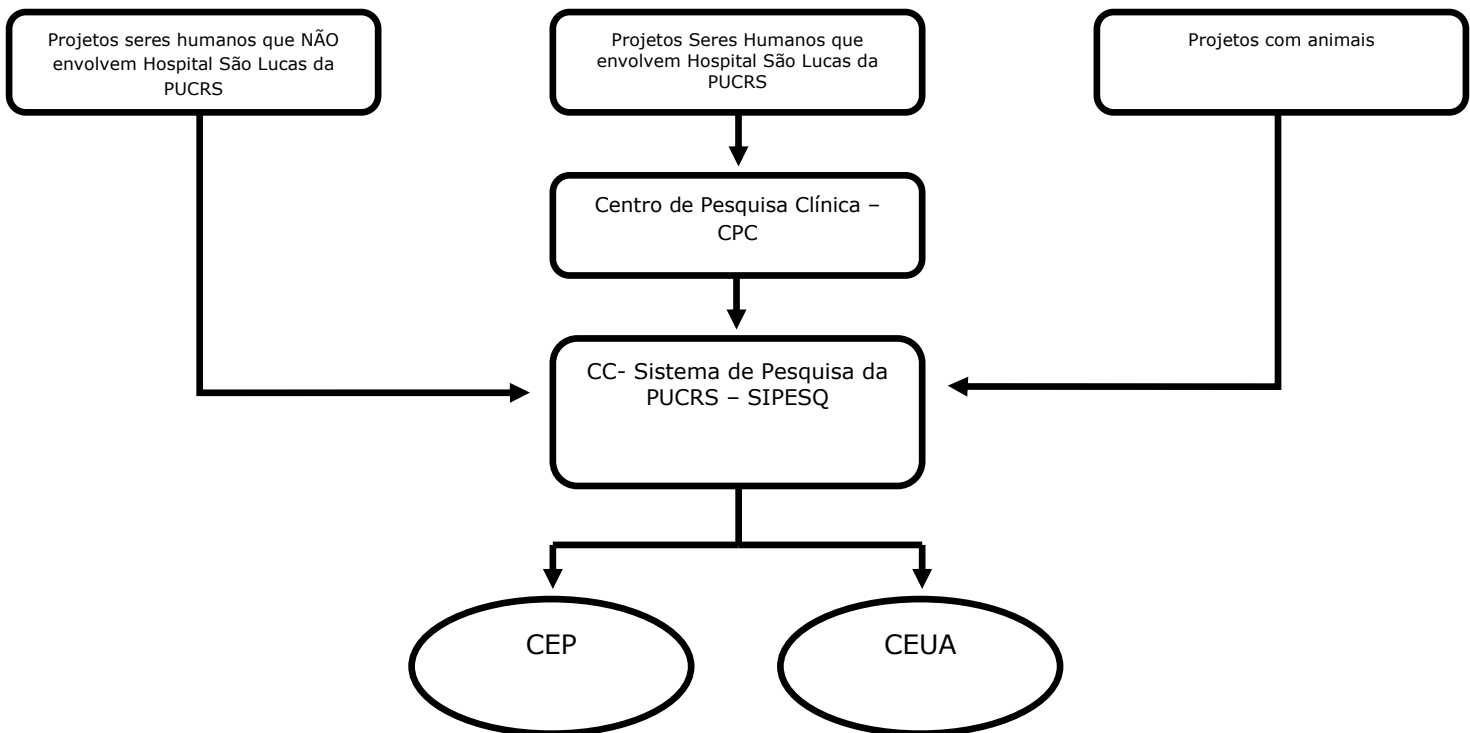 Projetos seres humanos que NÃO
envolvem Hospital São Lucas da
PUCRS
Projetos Seres Humanos que
envolvem Hospital São Lucas da
PUCRS
Projetos com animais
Centro de Pesquisa Clínica –
CPC
CC- Sistema de Pesquisa da
PUCRS – SIPESQ
CEP
CEUA